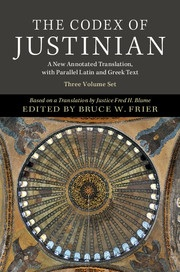 THE CODEX OF
JUSTINIAN
A New Annotated Translation,
with Parallel Latin and Greek Text
Three Volume Set
Based on a Translation by Justice Fred H. Blume
EDITED BY BRUCE W. FRIER